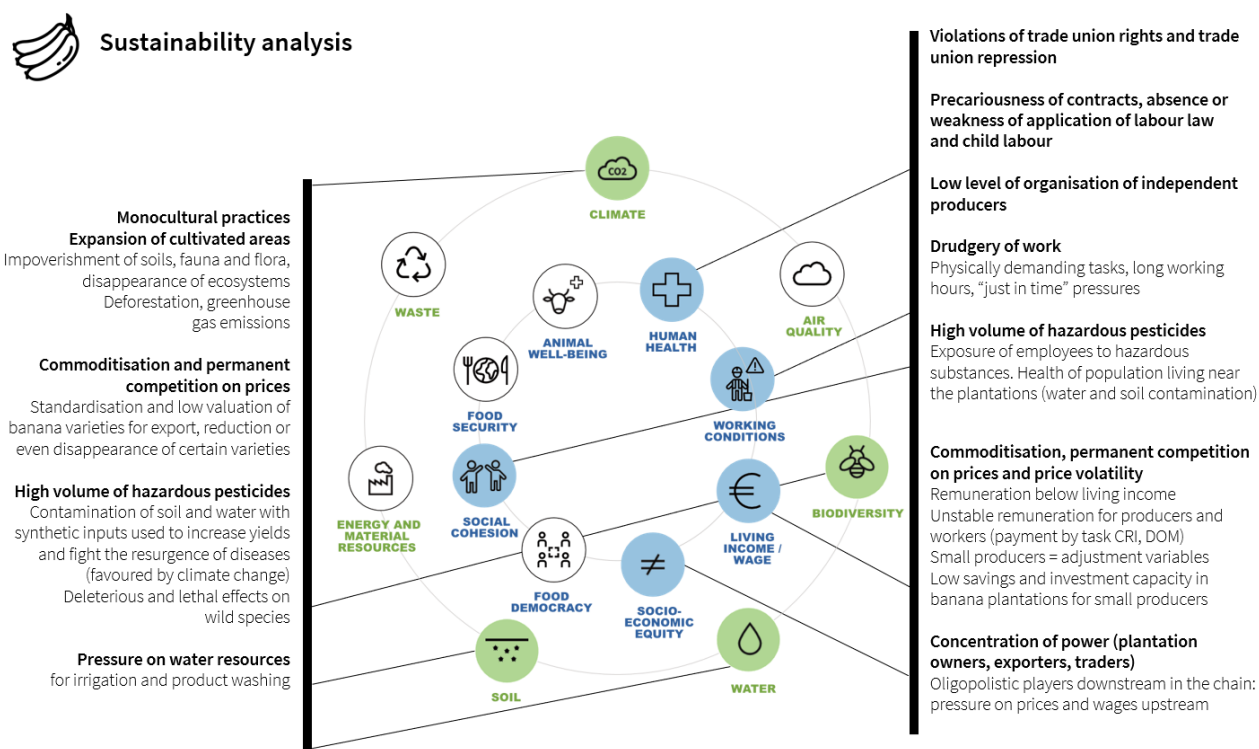 Sustainability analysis
Monocultural practices
Expansion of cultivated areas
Impoverishment of soils, fauna and flora,
disappearance of ecosystems
Deforestation, greenhouse
gas emissions
Commoditisation and permanent
competition on prices
Standardisation and low valuation of
banana varieties for export, reduction or
even disappearance of certain varieties
High volume of hazardous pesticides
Contamination of soil and water with
synthetic inputs used to increase yields
and fight the resurgence of diseases
(favoured by climate change)
Deleterious and lethal effects on
wild species
Pressure on water resources
for irrigation and product washing
CO2
CLIMATE
WASTE
AIR
QUALITY
ANIMAL
WELL-BEING
HUMAN
HEALTH
FOOD
SECURITY
WORKING
CONDITIONS
ENERGY AND
MATERIAL
RESOURCES
SOCIAL
COHESION
BIODIVERSITY
LIVING
INCOME /
WAGE
FOOD
DEMOCRACY
SOCIO-
ECONOMIC
EQUITY
SOIL
WATER
Violations of trade union rights and trade
union repression
Precariousness of contracts, absence or
weakness of application of labour law
and child labour
Low level of organisation of independent
producers
Drudgery of work
Physically demanding tasks, long working
hours, “just in time” pressures
High volume of hazardous pesticides
Exposure of employees to hazardous
substances. Health of population living near
the plantations (water and soil contamination)
Commoditisation, permanent competition
on prices and price volatility
Remuneration below living income
Unstable remuneration for producers and
workers (payment by task CRI, DOM)
Small producers = adjustment variables
Low savings and investment capacity in
banana plantations for small producers
Concentration of power (plantation
owners, exporters, traders)
Oligopolistic players downstream in the chain:
pressure on prices and wages upstream